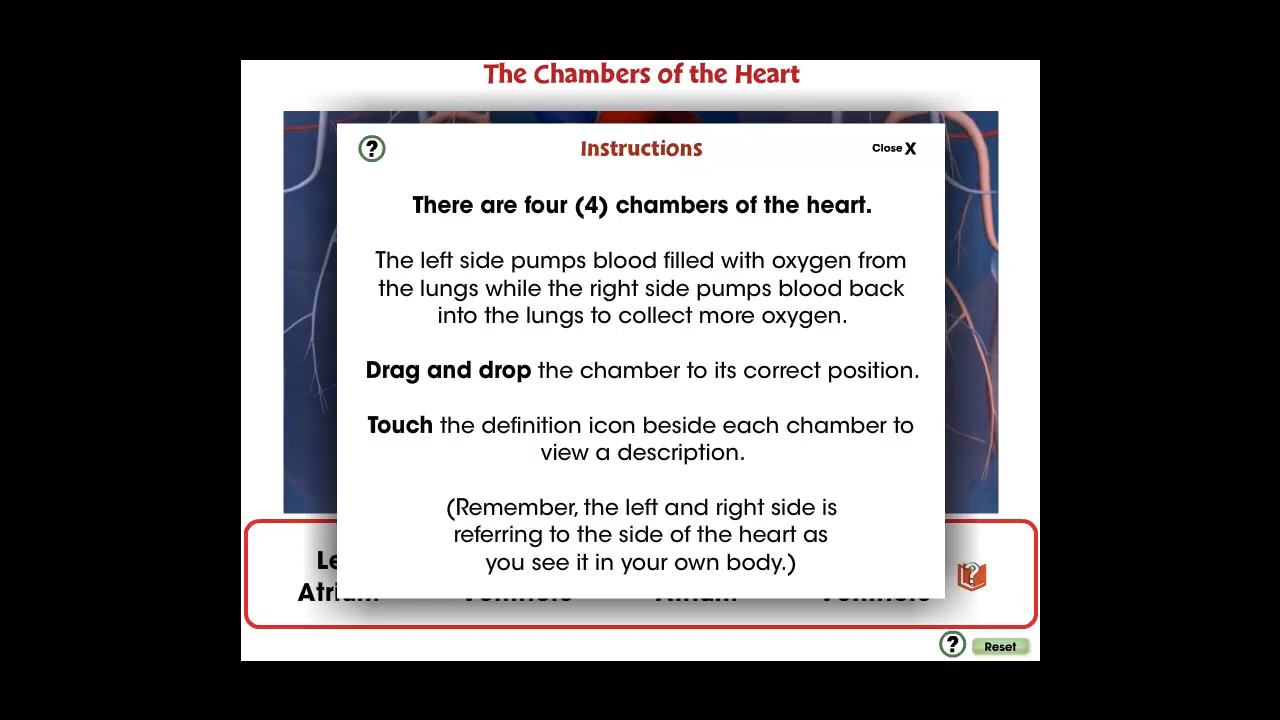 The Chambers of the Heart
?
Instructions
Close X
There are four (4) chambers of the heart.
The left side pumps blood filled with oxygen from
the lungs while the right side pumps blood back
into the lungs to collect more oxygen.
Drag and drop the chamber to its correct position.
Touch the definition icon beside each chamber to
view a description.
(Remember, the left and right side is
referring to the side of the heart as
you see it in your own body.)
?
Atrium Ventricle Atrium Ventricle
? Reset